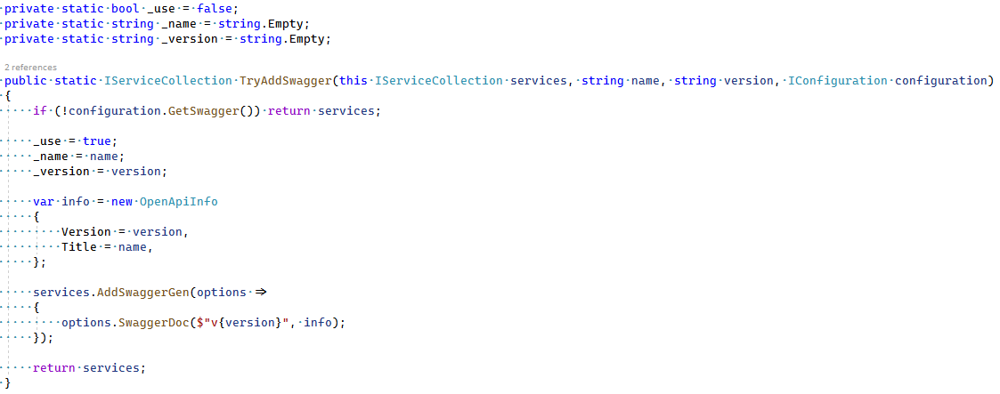 private static bool _use = false;
private static string _name = string.Empty;
private static string _version = string.Empty;
2 references
public static IServiceCollection TryAddSwagger(this IServiceCollection services, string name, string version, IConfiguration configuration)
{
    if (!configuration.GetSwagger()) return services;
    _use = true;
    _name = name;
    _version = version;
    var info = new OpenApiInfo
    {
        Version = version,
        Title = name,
    };
    services.AddSwaggerGen(options =>
    {
        options.SwaggerDoc($"v{version}", info);
    });
    return services;
}